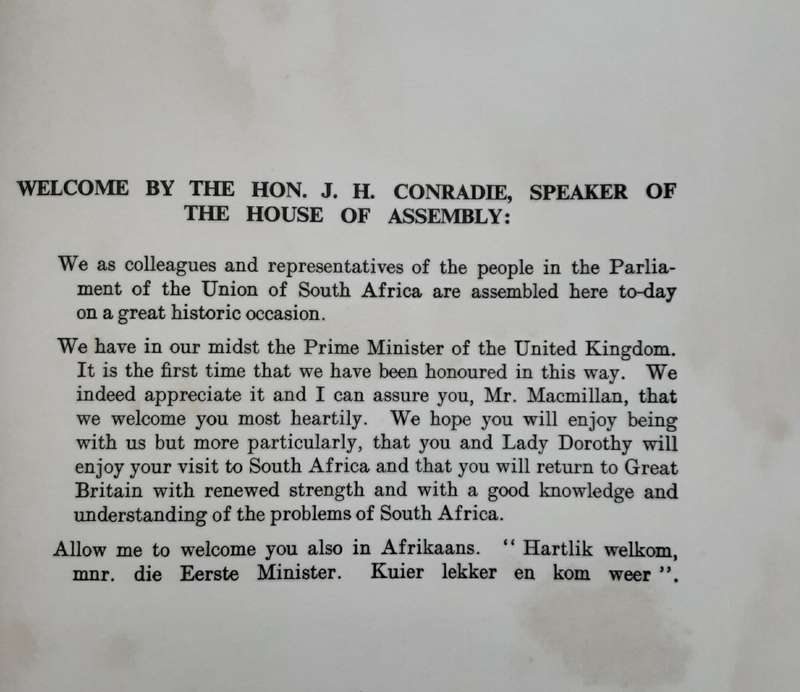 WELCOME BY THE HON. J. H. CONRADIE, SPEAKER OF
THE HOUSE OF ASSEMBLY:
We as colleagues and representatives of the people in the Parlia-
ment of the Union of South Africa are assembled here to-day
on a great historic occasion.
We have in our midst the Prime Minister of the United Kingdom.
It is the first time that we have been honoured in this way. We
indeed appreciate it and I can assure you, Mr. Macmillan, that
we welcome you most heartily. We hope you will enjoy being
with us but more particularly, that you and Lady Dorothy will
enjoy your visit to South Africa and that you will return to Great
Britain with renewed strength and with a good knowledge and
understanding of the problems of South Africa.
Allow me to welcome you also in Afrikaans. “ Hartlik welkom,
mnr. die Eerste Minister. Kuier lekker en kom weer ”.